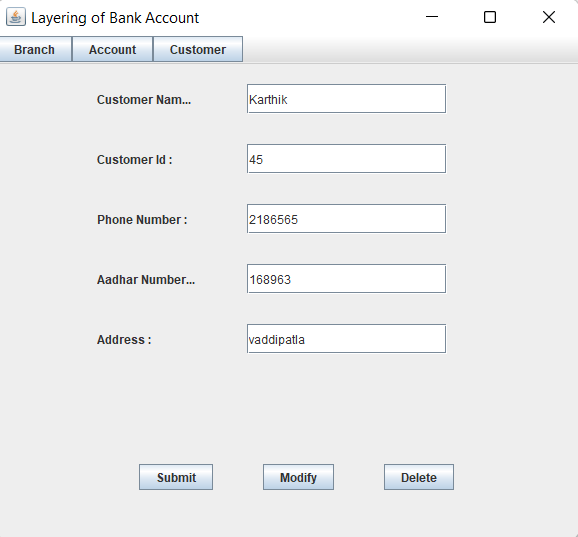 Layering of Bank Account
Branch Account Customer
Customer Nam... Karthik
Customer Id : 45
Phone Number : 2186565
Aadhar Number... 168963
Address : vaddipatla
Submit Modify Delete